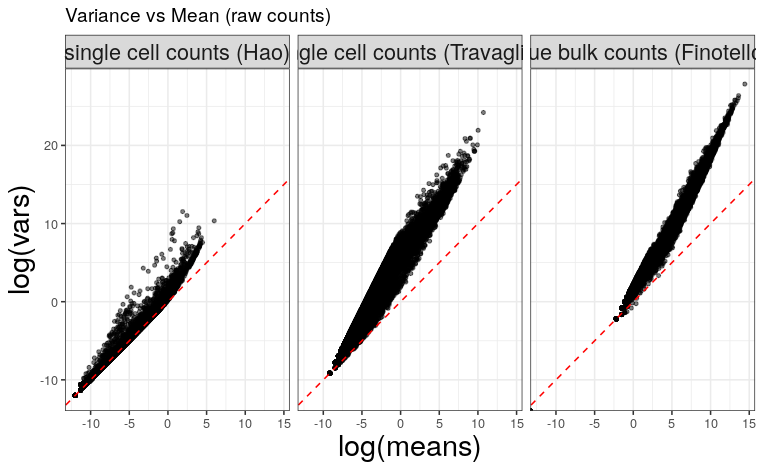 Variance vs Mean (raw counts)
single cell counts (Hao)
gle cell counts (Travagli
ue bulk counts (Finotello
log(vars)
20
10
0
-10
-10 -5 0 5 10 15
-10 -5 0 5 10 15
-10 -5 0 5 10 15
log(means)